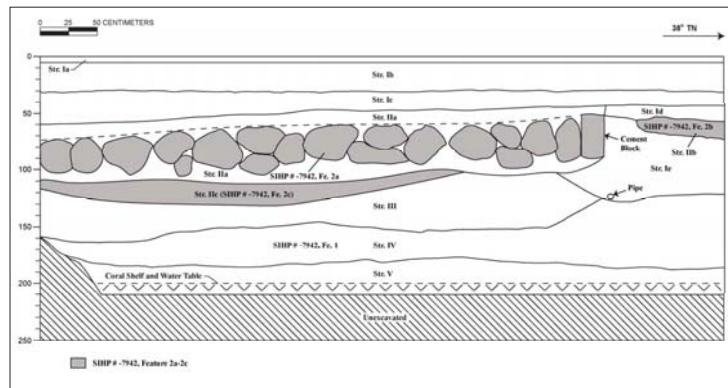 0 25 50 CENTIMETERS
38° TN
0
50
100
150
200
250
Str. Ia
Str. Ib
Str. Ic
Str. Id
Str. IIa
SIHP # -7942, Fe. 2b
Cement
Block
Str. IIb
Str. IIa
SIHP # -7942, Fe. 2a
Str. Ie
Str. IIc (SIHP # -7942, Fe. 2c)
Pipe
Str. III
SIHP # -7942, Fe. 1
Str. IV
Str. V
Coral Shelf and Water Table
Unexcavated
SIHP # -7942, Feature 2a-2c